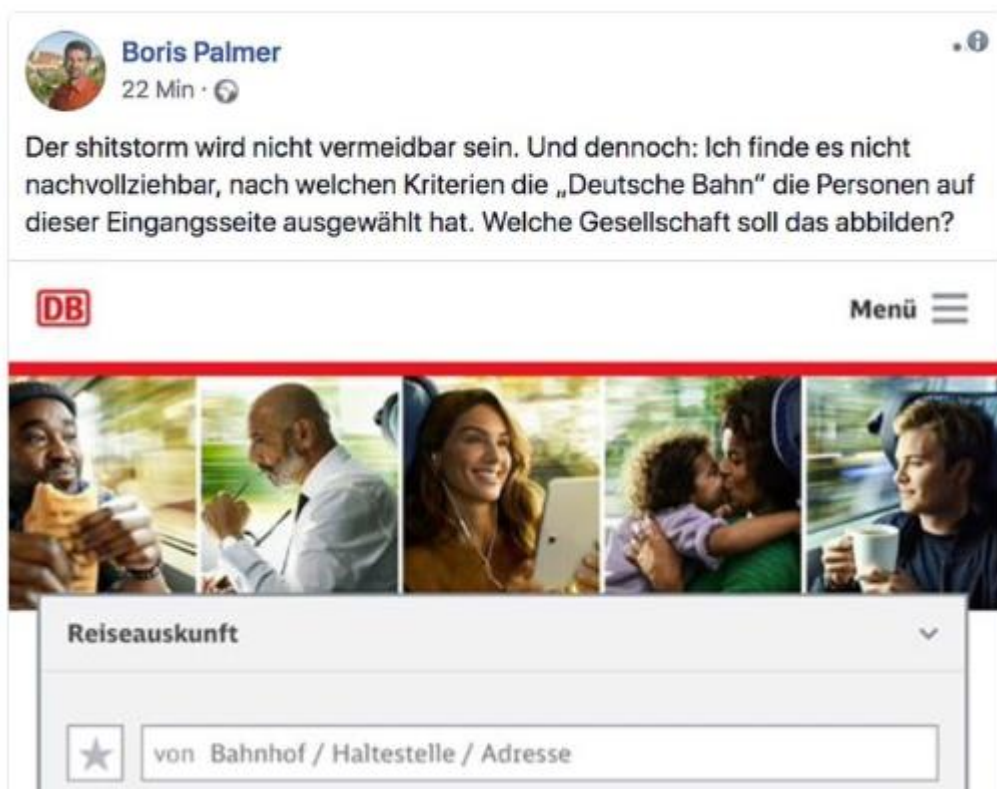 Boris Palmer
22 Min ·
Der shitstorm wird nicht vermeidbar sein. Und dennoch: Ich finde es nicht
nachvollziehbar, nach welchen Kriterien die „Deutsche Bahn“ die Personen auf
dieser Eingangsseite ausgewählt hat. Welche Gesellschaft soll das abbilden?
DB
Menü
Reiseauskunft
von Bahnhof / Haltestelle / Adresse